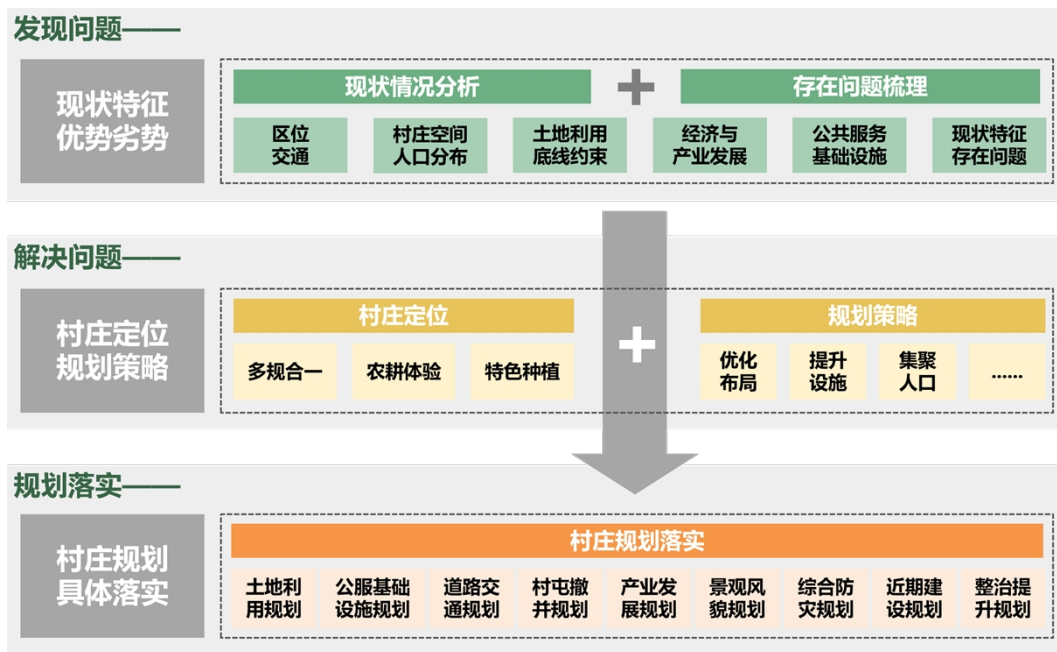 发现问题——
现状特征
优势劣势
现状情况分析
+
存在问题梳理
区位
交通
村庄空间
人口分布
土地利用
底线约束
经济与
产业发展
公共服务
基础设施
现状特征
存在问题
解决问题——
村庄定位
规划策略
村庄定位
+
规划策略
多规合一
农耕体验
特色种植
优化
布局
提升
设施
集聚
人口
......
规划落实——
村庄规划
具体落实
村庄规划落实
土地利
用规划
公服基础
设施规划
道路交
通规划
村屯撤
并规划
产业发
展规划
景观风
貌规划
综合防
灾规划
近期建
设规划
整治提
升规划